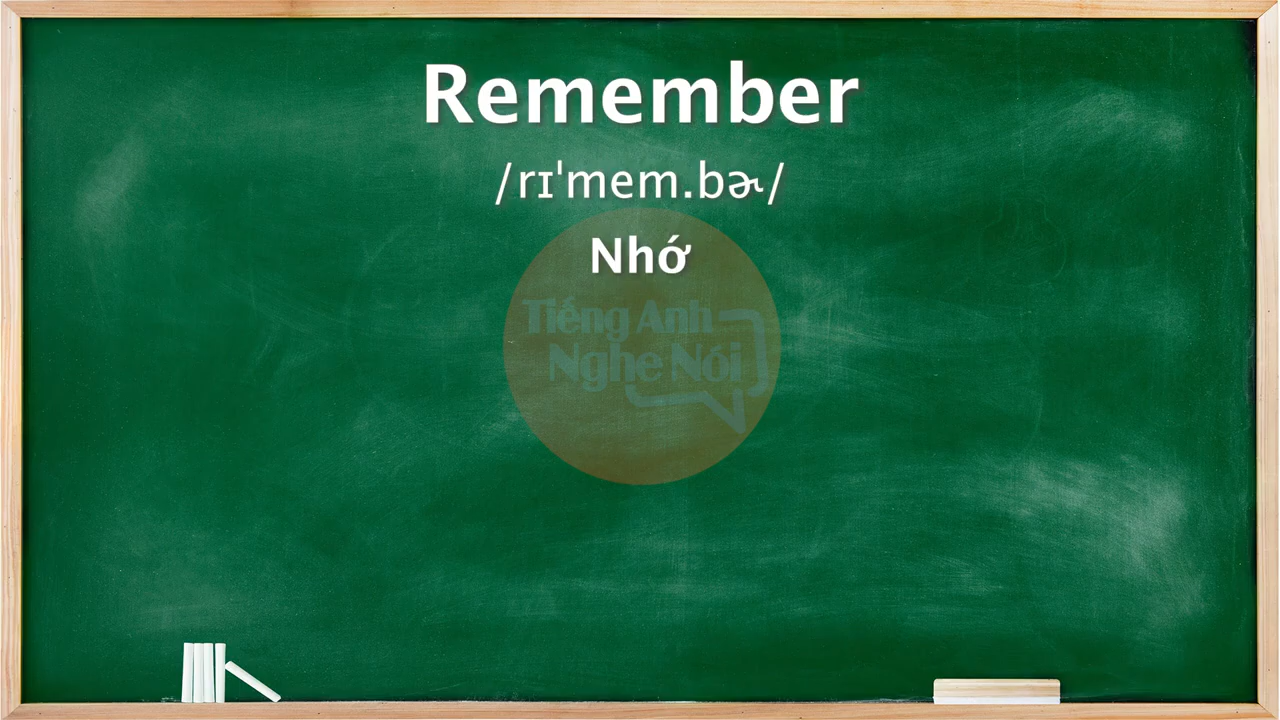 Remember
/rɪˈmem.bɚ/
Nhớ
Tiếng Anh
Nghe Nói